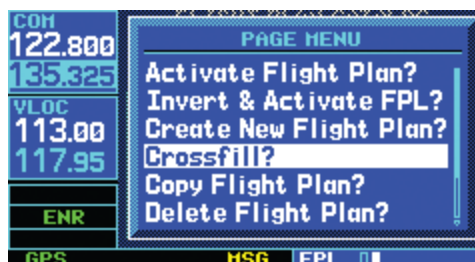 COM
122.800
135.325
VLOC
113.00
117.95
ENR
GPS
PAGE MENU
Activate Flight Plan?
Invert & Activate FPL?
Create New Flight Plan?
Crossfill?
Copy Flight Plan?
Delete Flight Plan?
MSG
FPL